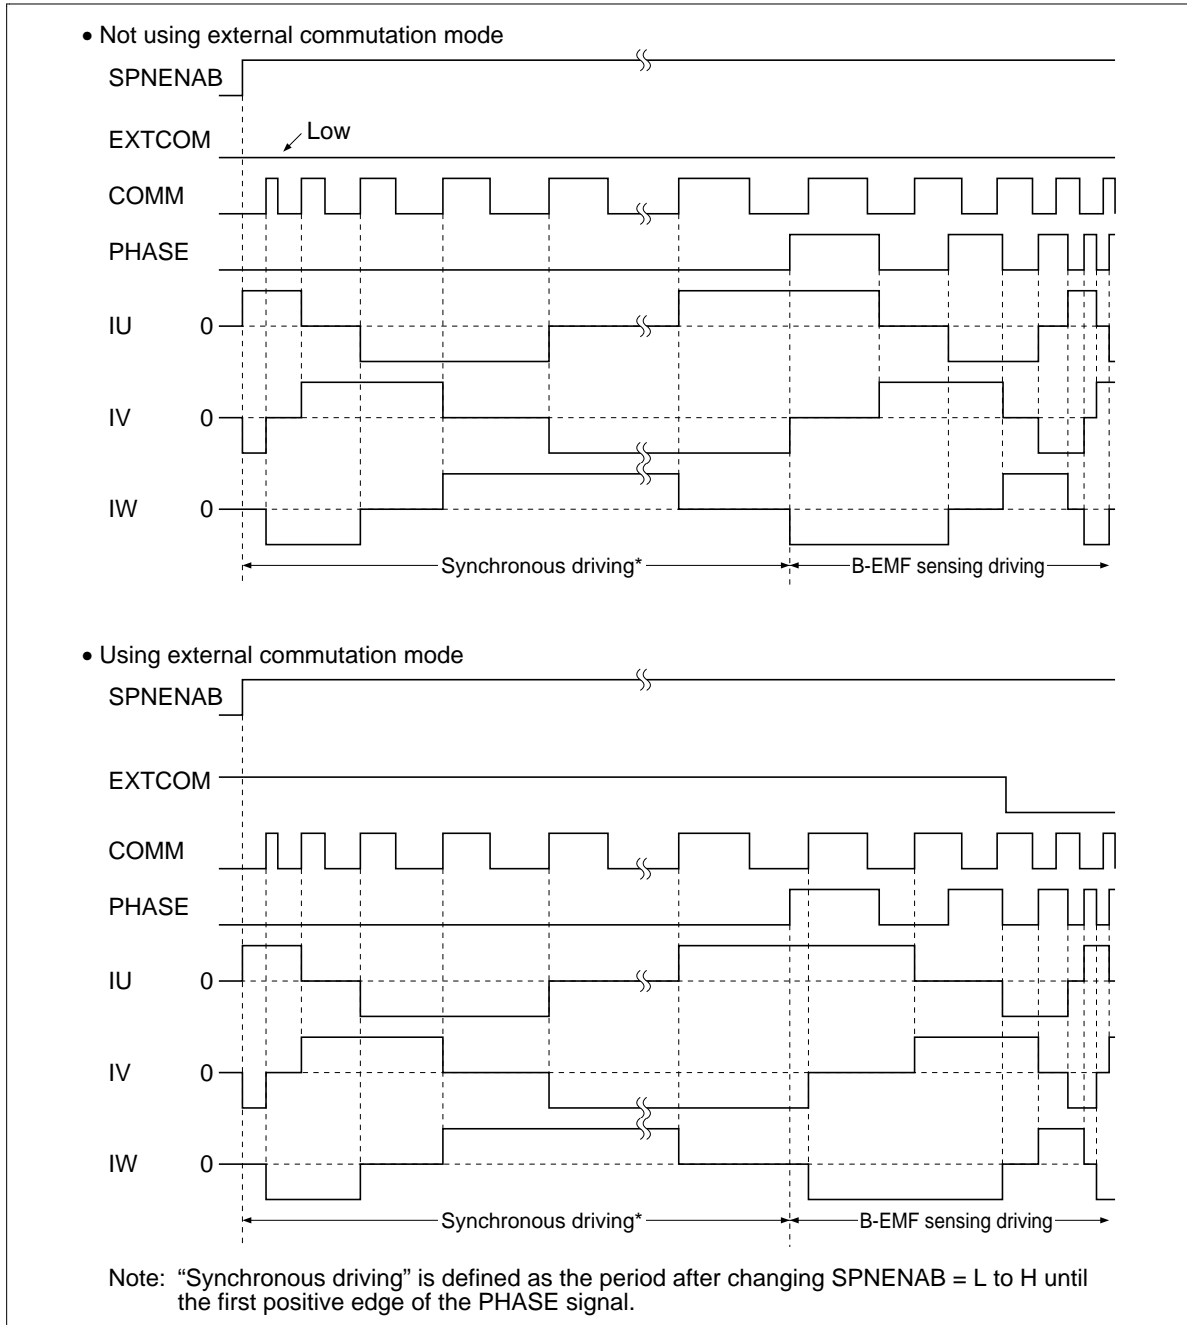 • Not using external commutation mode
SPNENAB
EXTCOM
Low
COMM
PHASE
IU 0
IV 0
IW 0
Synchronous driving* B-EMF sensing driving
• Using external commutation mode
SPNENAB
EXTCOM
COMM
PHASE
IU 0
IV 0
IW 0
Synchronous driving* B-EMF sensing driving
Note: “Synchronous driving” is defined as the period after changing SPNENAB = L to H until
the first positive edge of the PHASE signal.